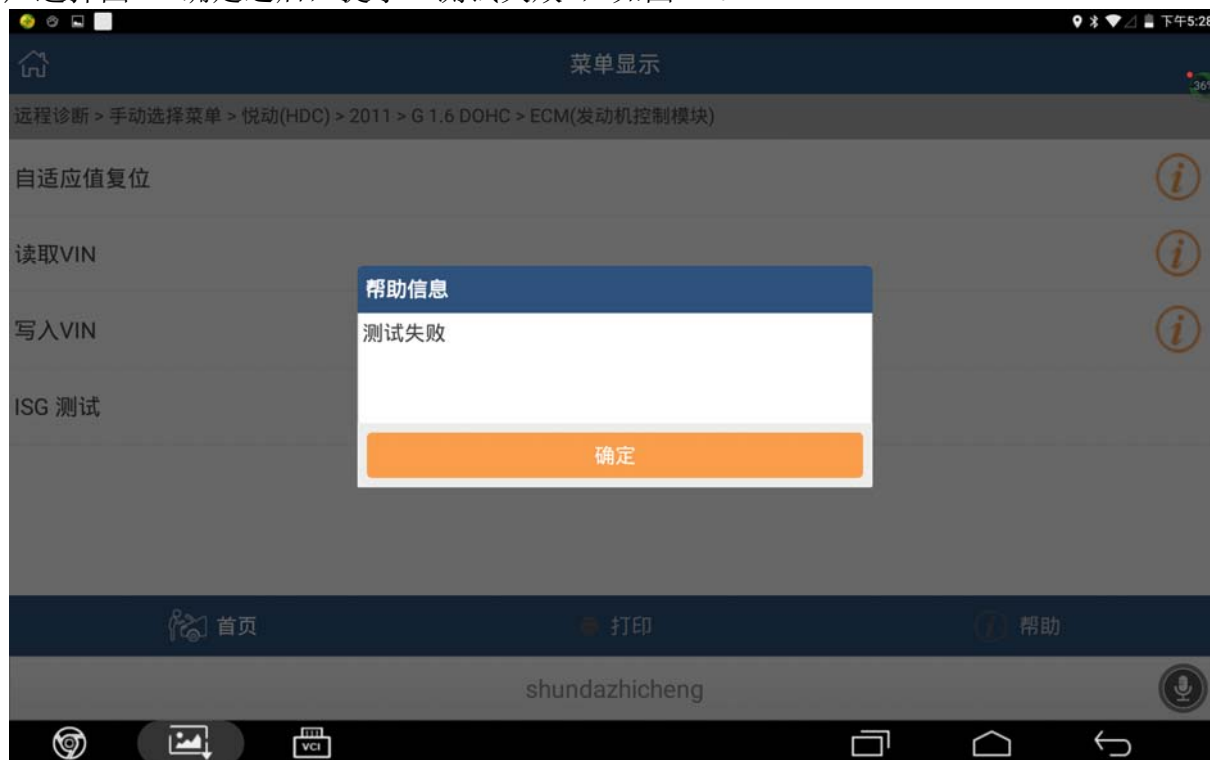 下午5:28
菜单显示
36°
远程诊断 > 手动选择菜单 > 悦动(HDC) > 2011 > G 1.6 DOHC > ECM(发动机控制模块)
自适应值复位
读取VIN
写入VIN
ISG 测试
帮助信息
测试失败
确定
首页 打印 帮助
shundazhicheng
VCI